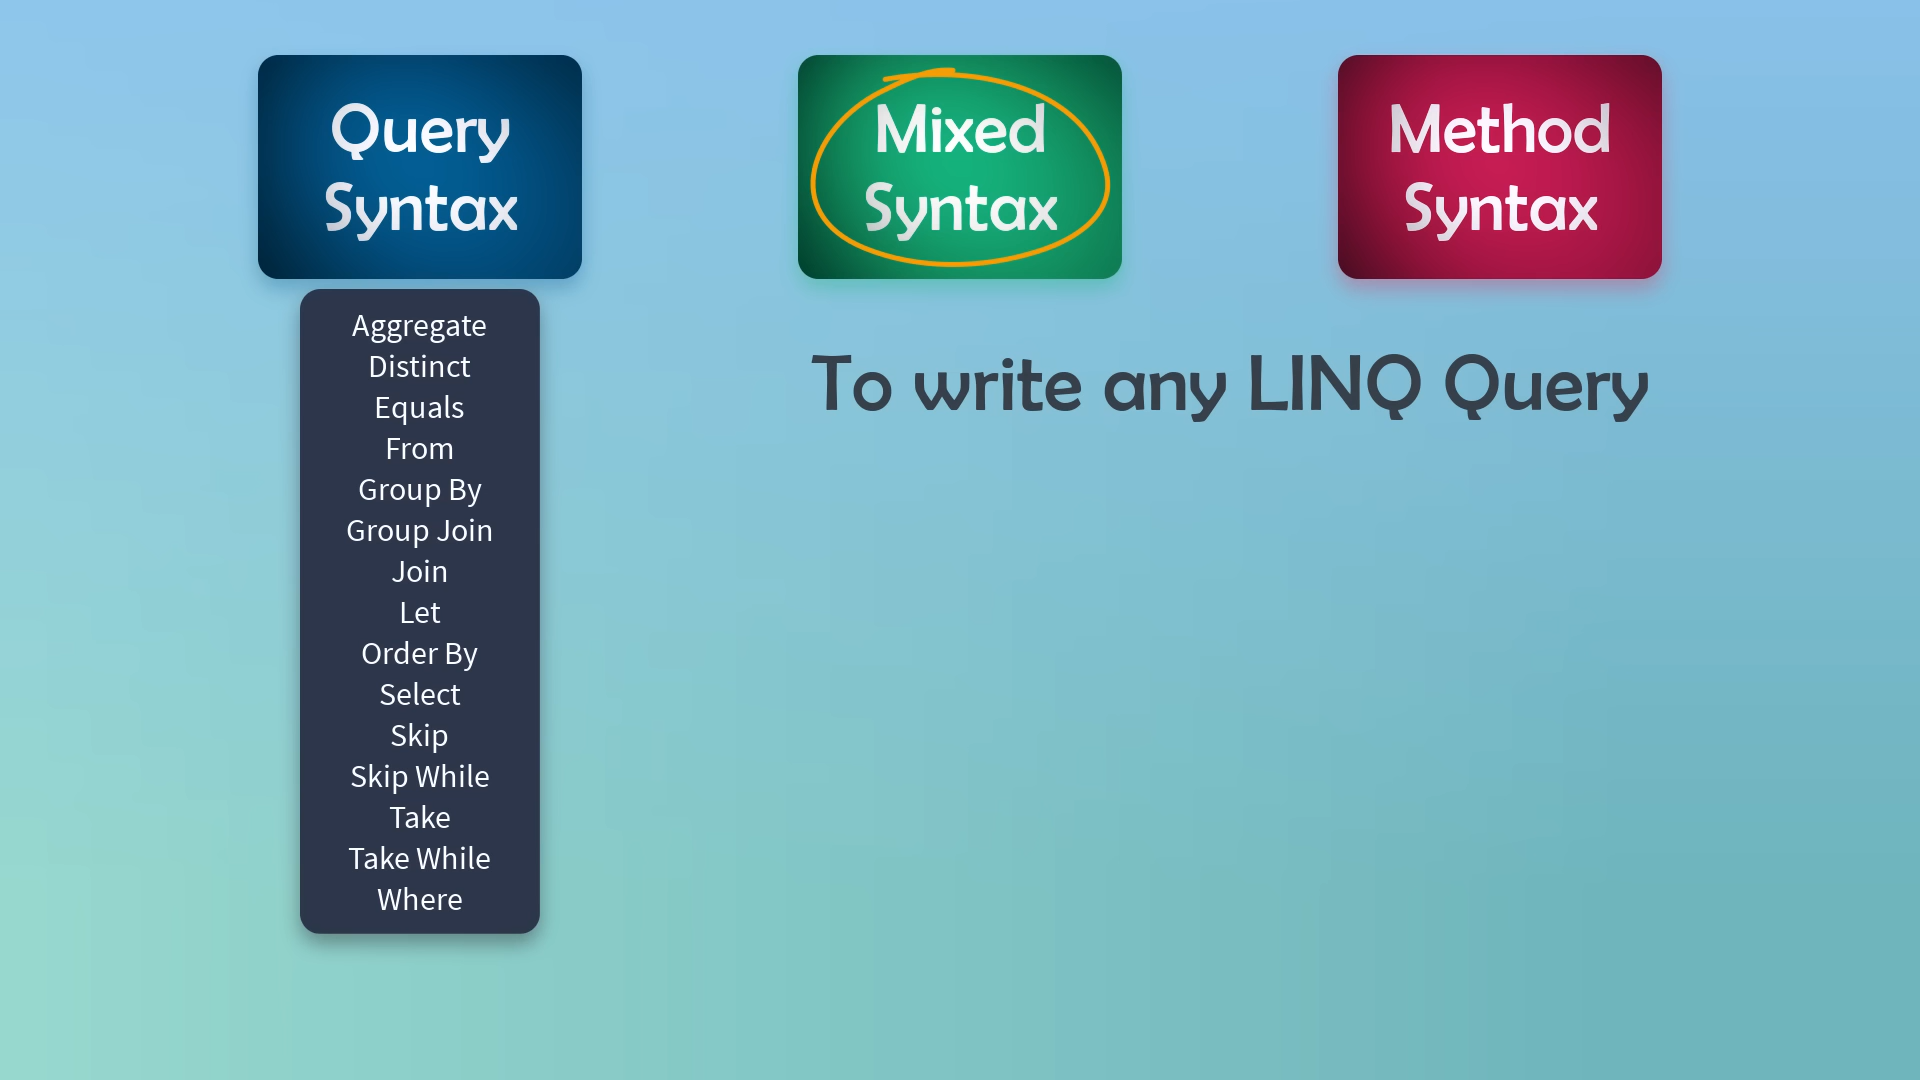 Query
Syntax
Mixed
Syntax
Method
Syntax
Aggregate
Distinct
Equals
From
Group By
Group Join
Join
Let
Order By
Select
Skip
Skip While
Take
Take While
Where
To write any LINQ Query